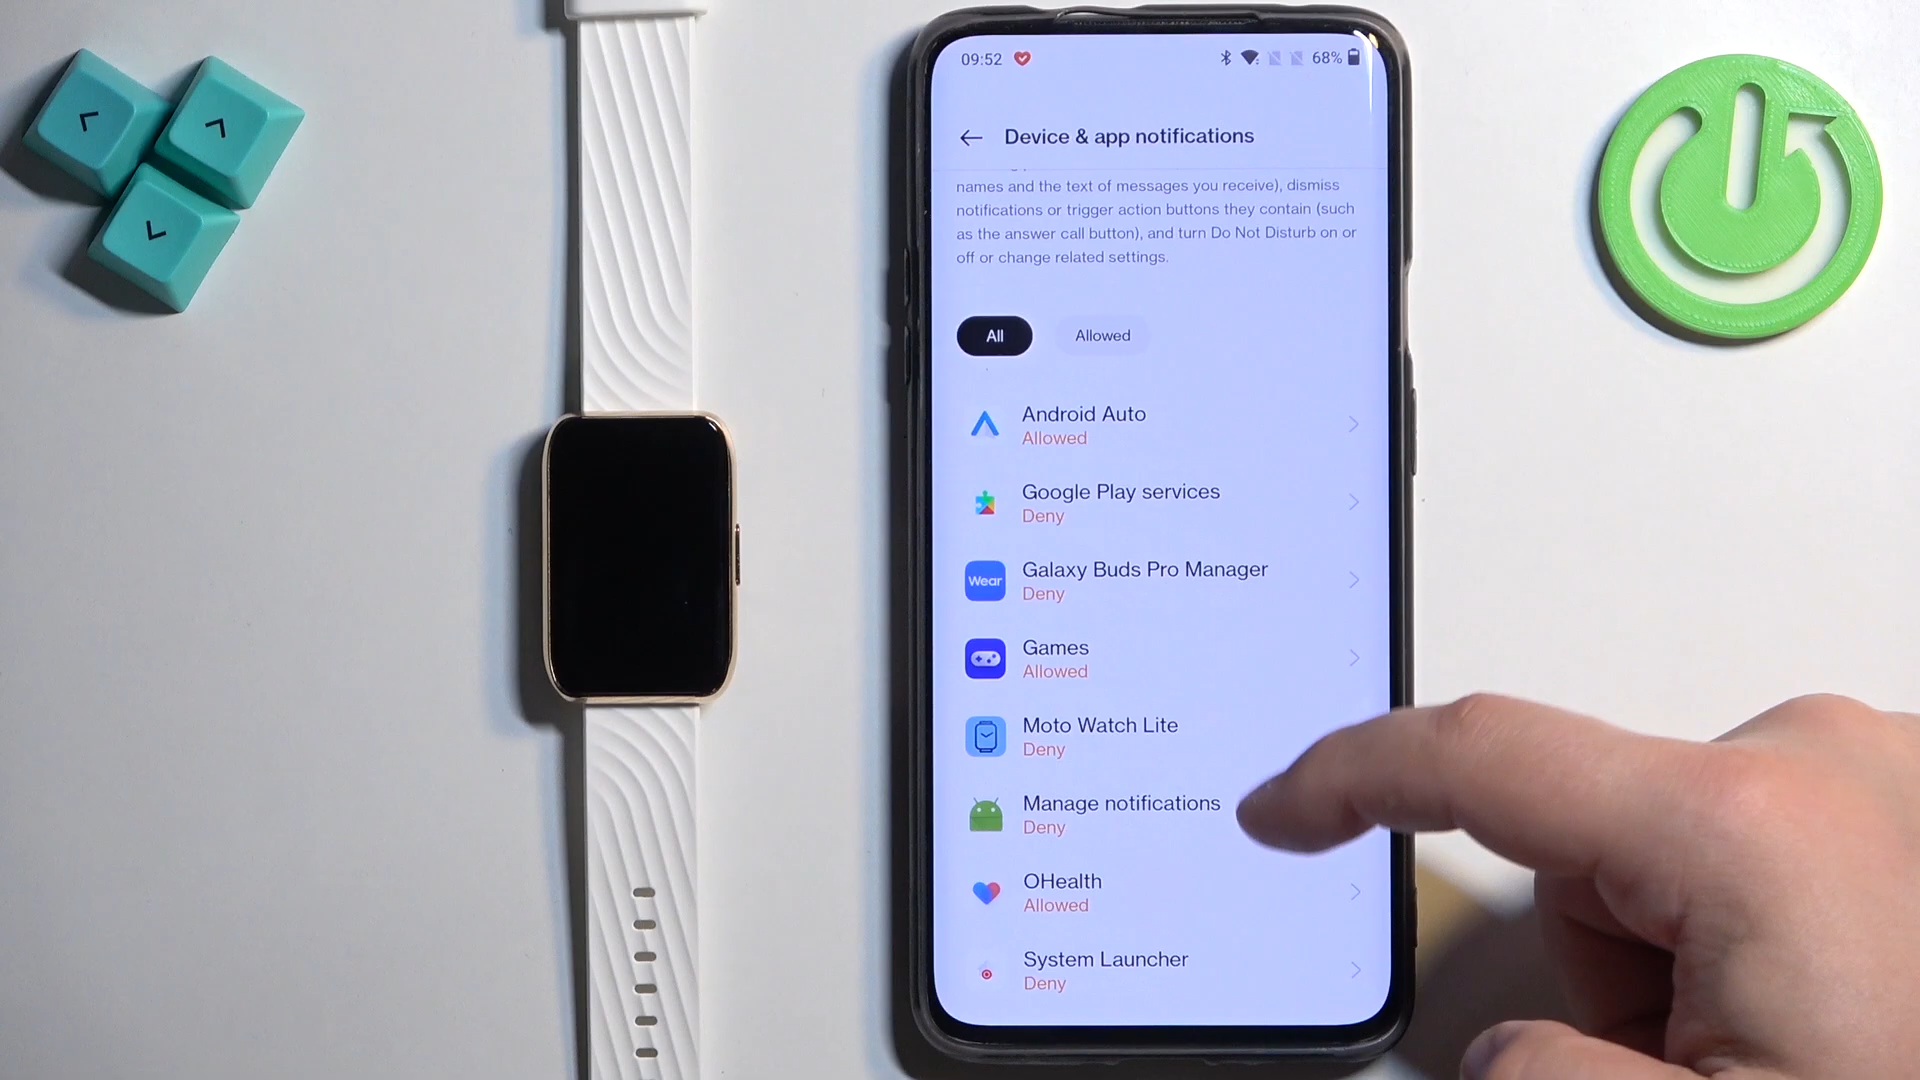 09:52
68%
Device & app notifications
names and the text of messages you receive), dismiss
notifications or trigger action buttons they contain (such
as the answer call button), and turn Do Not Disturb on or
off or change related settings.
All
Allowed
Android Auto
Allowed
Google Play services
Deny
Wear
Galaxy Buds Pro Manager
Deny
Games
Allowed
Moto Watch Lite
Deny
Manage notifications
Deny
OHealth
Allowed
System Launcher
Deny